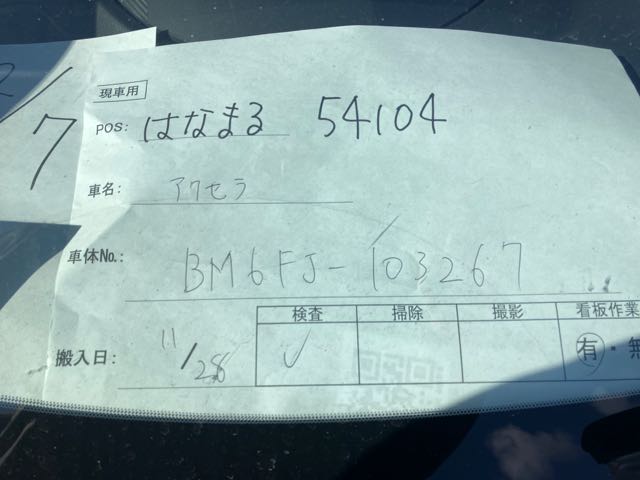 2/7
現車用
POS: はなまる 54104
車名: アクセラ
車体No.: BM6FJ-103267
検査 掃除 撮影 看板作業
搬入日: 11/28 ✓ 有・無